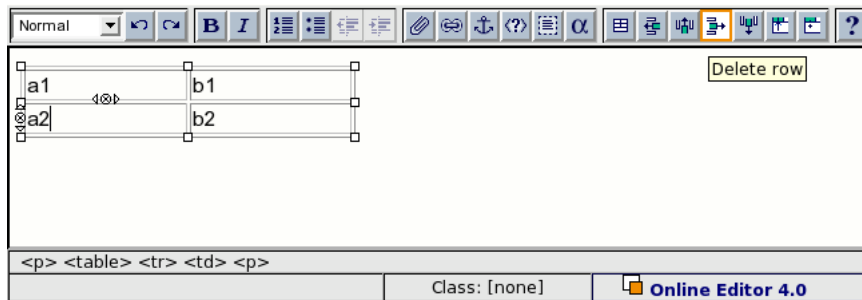 Normal B I α ?
Delete row
a1 b1
a2 b2
<p> <table> <tr> <td> <p>
Class: [none] Online Editor 4.0